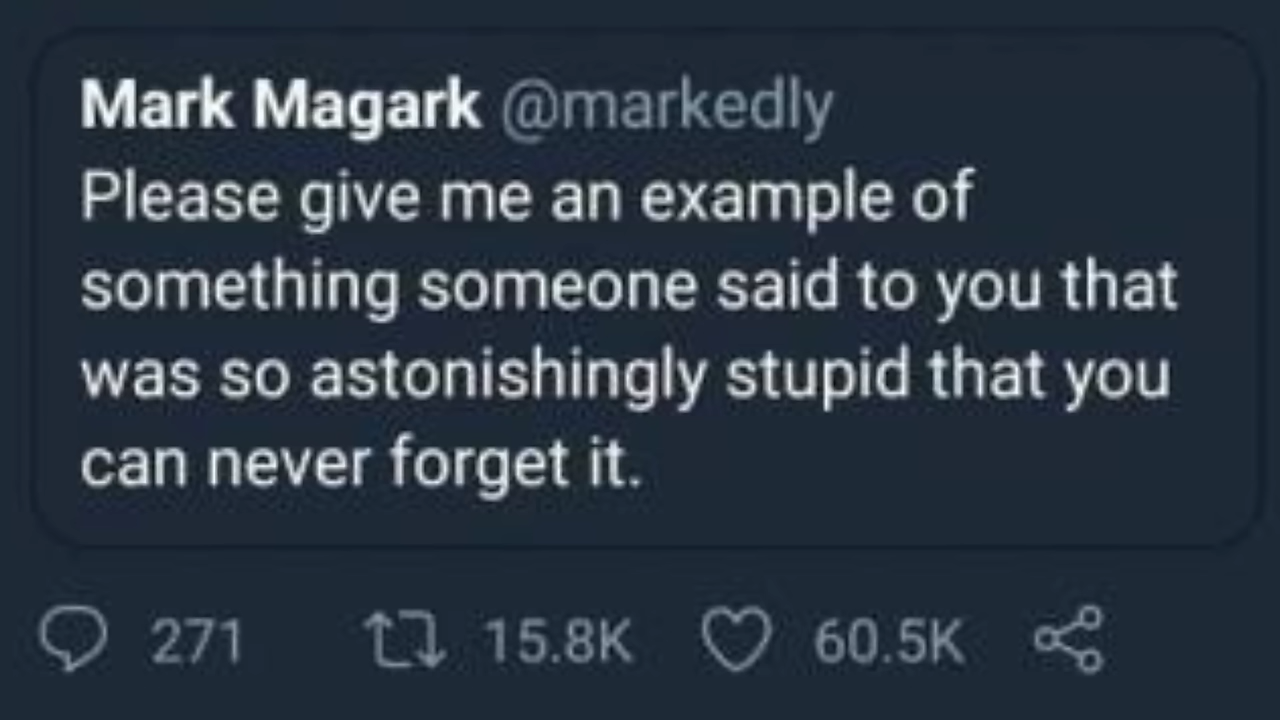 Mark Magark @markedly
Please give me an example of
something someone said to you that
was so astonishingly stupid that you
can never forget it.
271 15.8K 60.5K